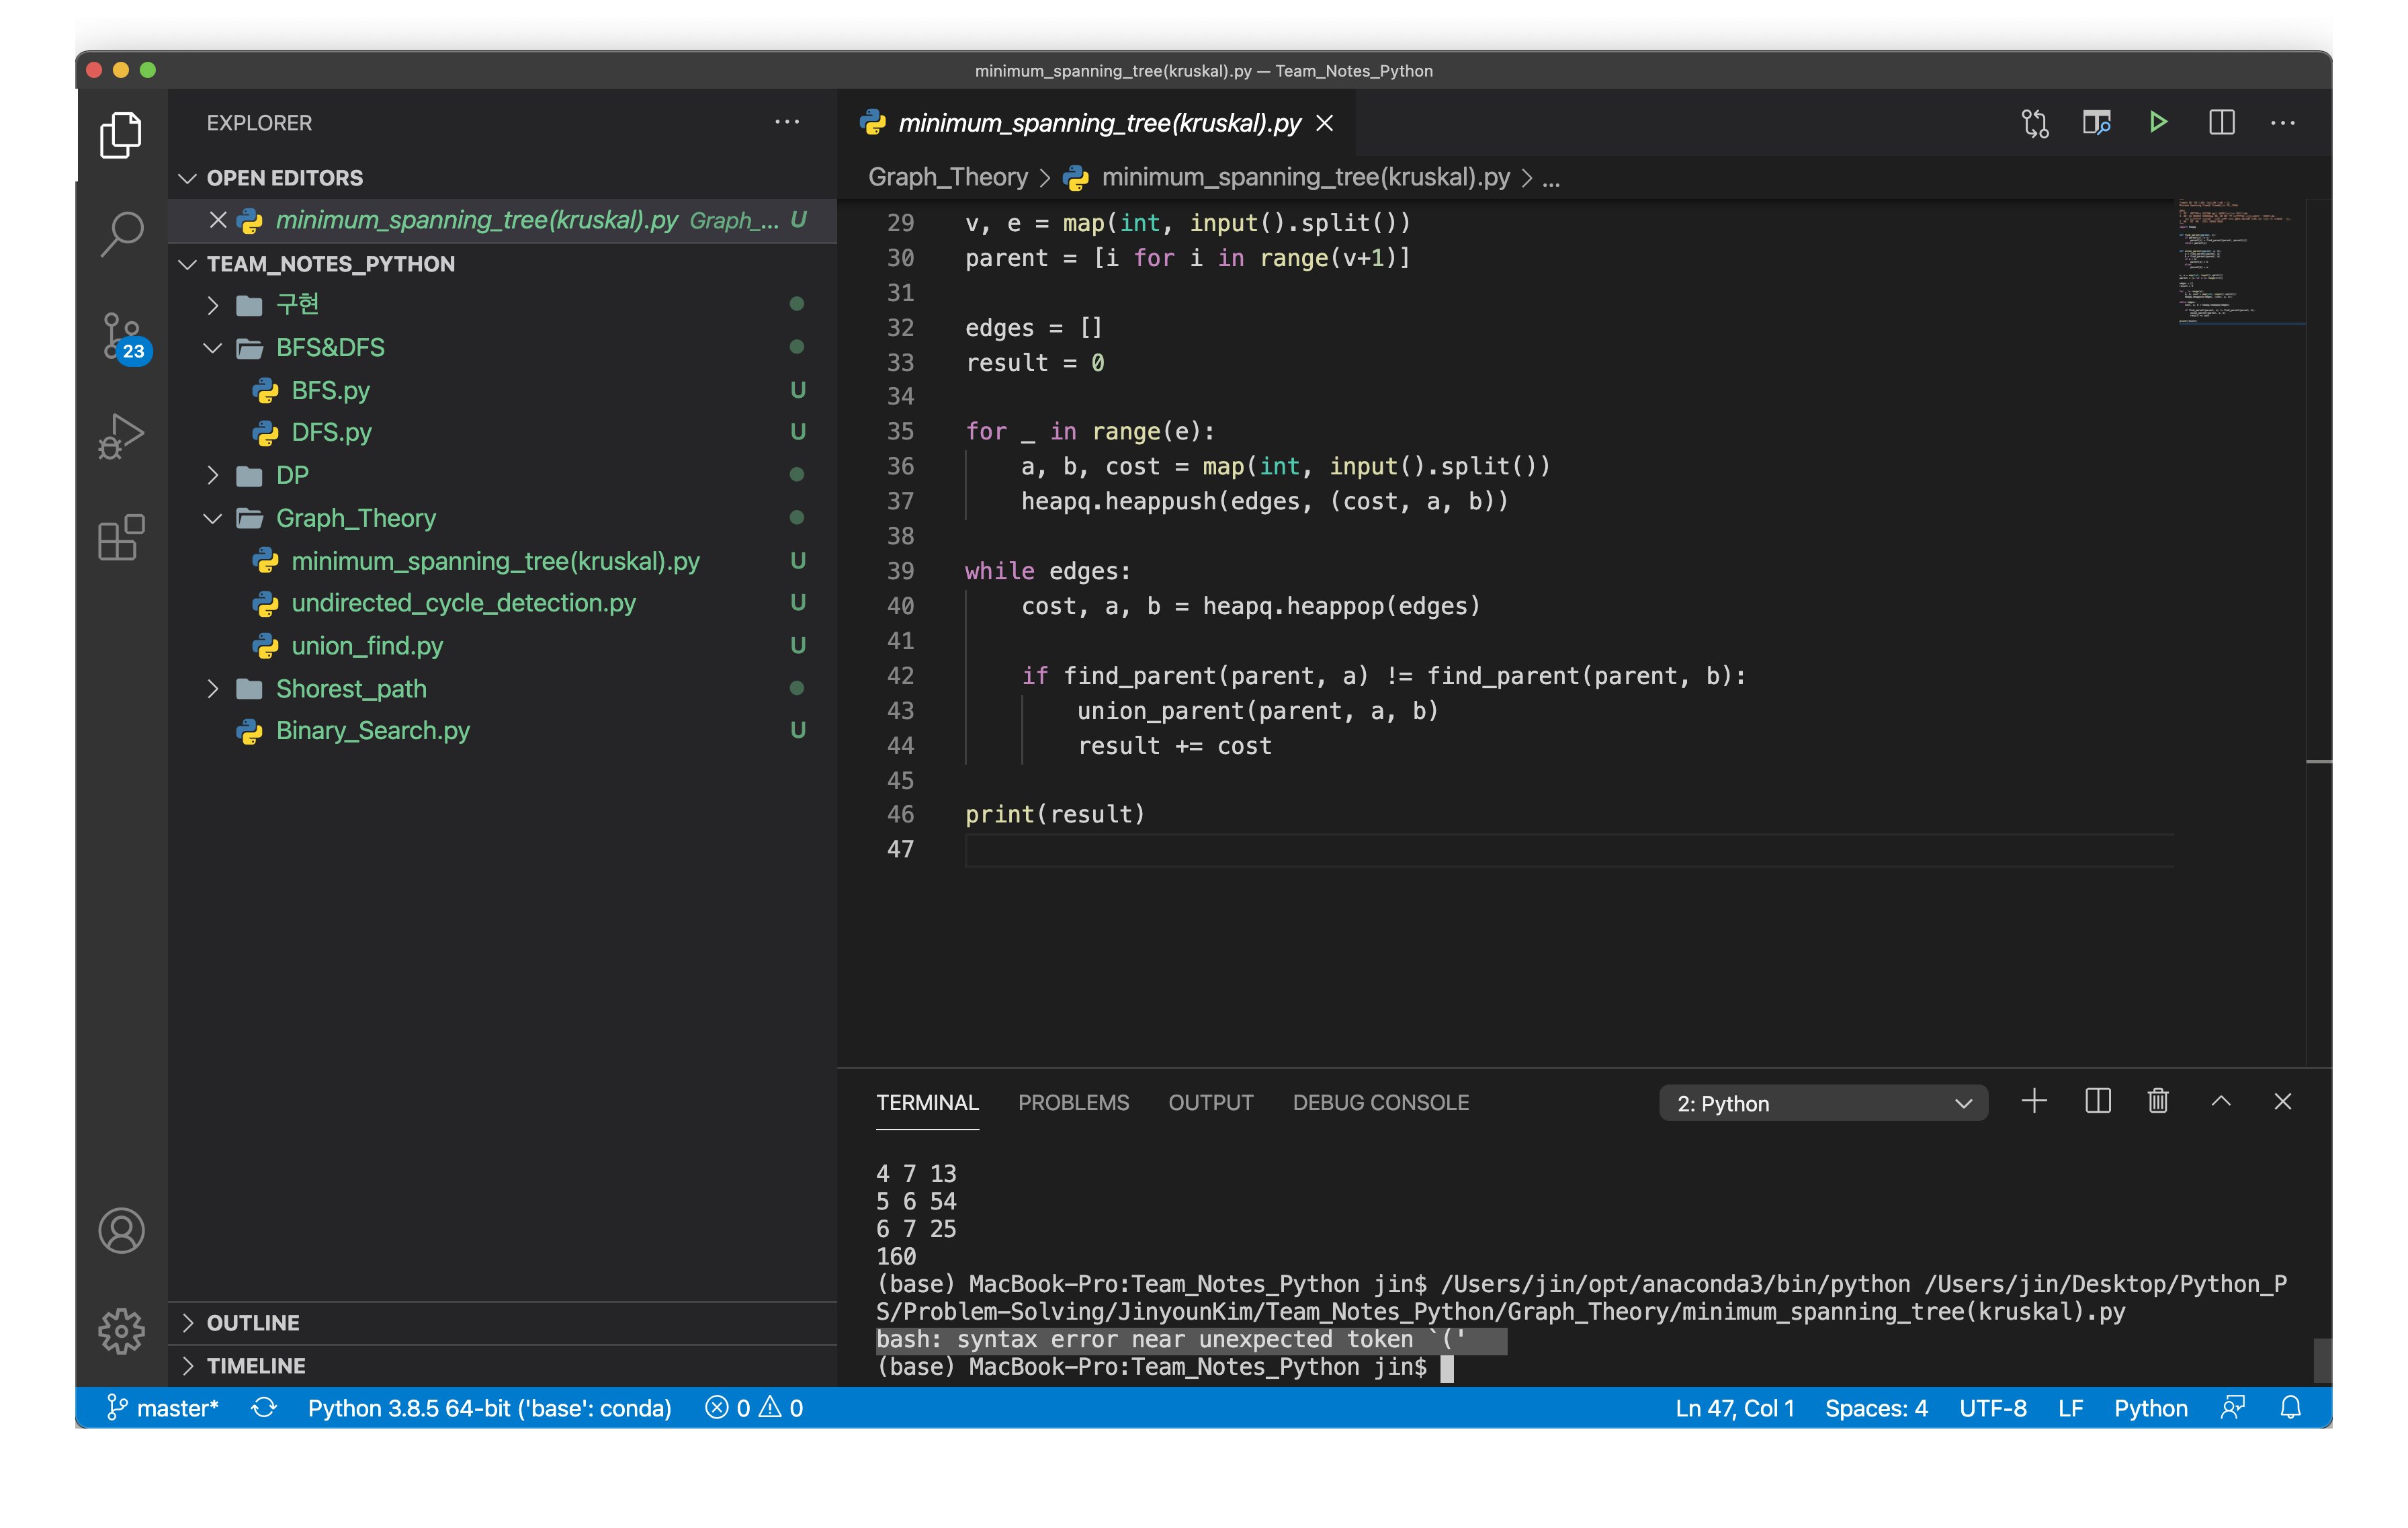 minimum_spanning_tree(kruskal).py — Team_Notes_Python
EXPLORER
OPEN EDITORS
minimum_spanning_tree(kruskal).py Graph_... U
TEAM_NOTES_PYTHON
구현
BFS&DFS
BFS.py U
DFS.py U
DP
Graph_Theory
minimum_spanning_tree(kruskal).py U
undirected_cycle_detection.py U
union_find.py U
Shorest_path
Binary_Search.py U
23
OUTLINE
TIMELINE
minimum_spanning_tree(kruskal).py
Graph_Theory > minimum_spanning_tree(kruskal).py > ...
29 v, e = map(int, input().split())
30 parent = [i for i in range(v+1)]
31
32 edges = []
33 result = 0
34
35 for _ in range(e):
36     a, b, cost = map(int, input().split())
37     heapq.heappush(edges, (cost, a, b))
38
39 while edges:
40     cost, a, b = heapq.heappop(edges)
41
42     if find_parent(parent, a) != find_parent(parent, b):
43         union_parent(parent, a, b)
44         result += cost
45
46 print(result)
47
TERMINAL PROBLEMS OUTPUT DEBUG CONSOLE 2: Python
4 7 13
5 6 54
6 7 25
160
(base) MacBook-Pro:Team_Notes_Python jin$ /Users/jin/opt/anaconda3/bin/python /Users/jin/Desktop/Python_P
S/Problem-Solving/JinyounKim/Team_Notes_Python/Graph_Theory/minimum_spanning_tree(kruskal).py
bash: syntax error near unexpected token `('
(base) MacBook-Pro:Team_Notes_Python jin$
master* Python 3.8.5 64-bit ('base': conda) 0 0 Ln 47, Col 1 Spaces: 4 UTF-8 LF Python